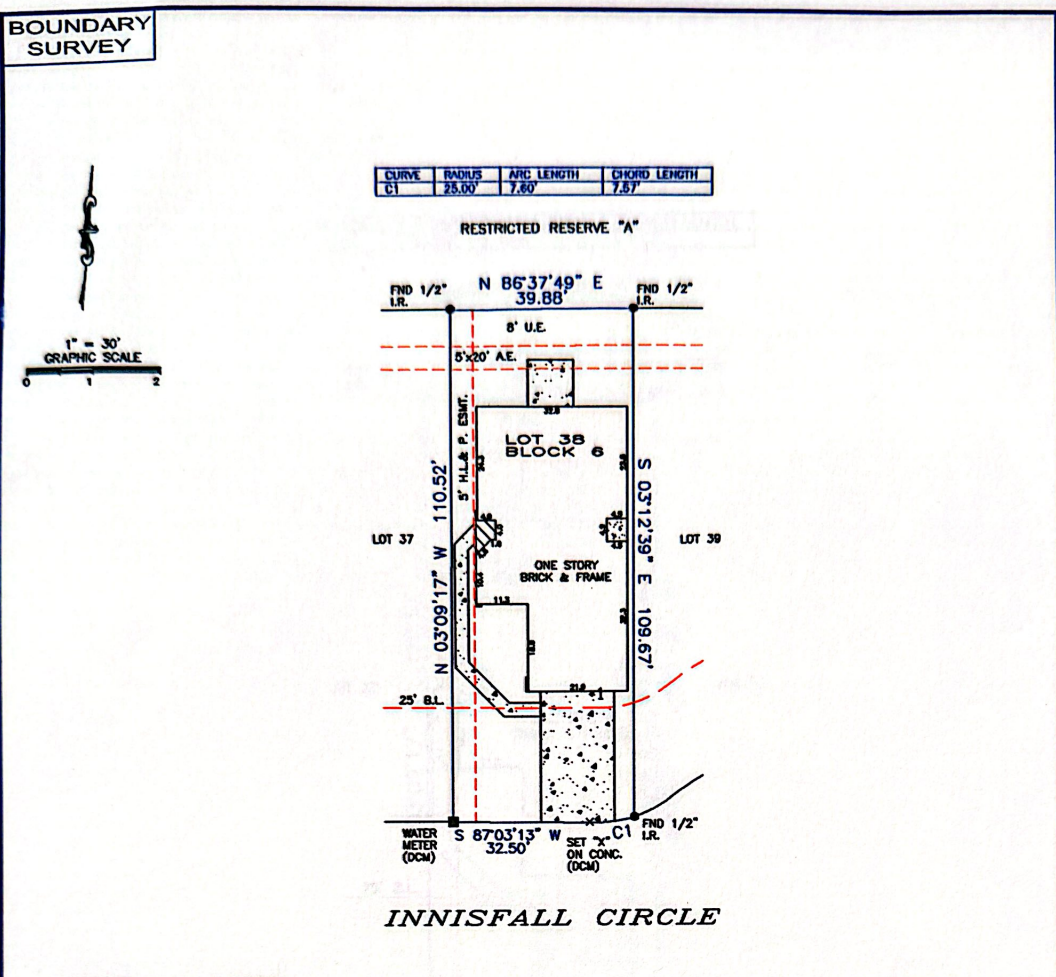 BOUNDARY
SURVEY
CURVE RADIUS ARC LENGTH CHORD LENGTH
C1 25.00' 7.60' 7.57'
RESTRICTED RESERVE "A"
1" = 30'
GRAPHIC SCALE
0 1 2
FND 1/2"
I.R.
N 86°37'49" E
39.88'
FND 1/2"
I.R.
8' U.E.
5'x20' A.E.
5' H.L.& P. ESMT.
LOT 38
BLOCK 6
N 03°09'17" W 110.52'
S 03°12'39" E 109.67'
LOT 37
LOT 39
ONE STORY
BRICK & FRAME
11.3
21.0
25' B.L.
WATER
METER
(DCM)
S 87°03'13" W
32.50'
SET "X"
ON CONC.
(DCM)
C1
FND 1/2"
I.R.
INNISFALL CIRCLE